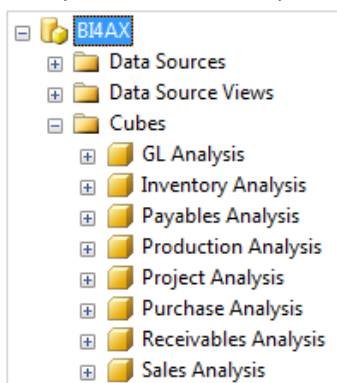 BI4AX
Data Sources
Data Source Views
Cubes
GL Analysis
Inventory Analysis
Payables Analysis
Production Analysis
Project Analysis
Purchase Analysis
Receivables Analysis
Sales Analysis